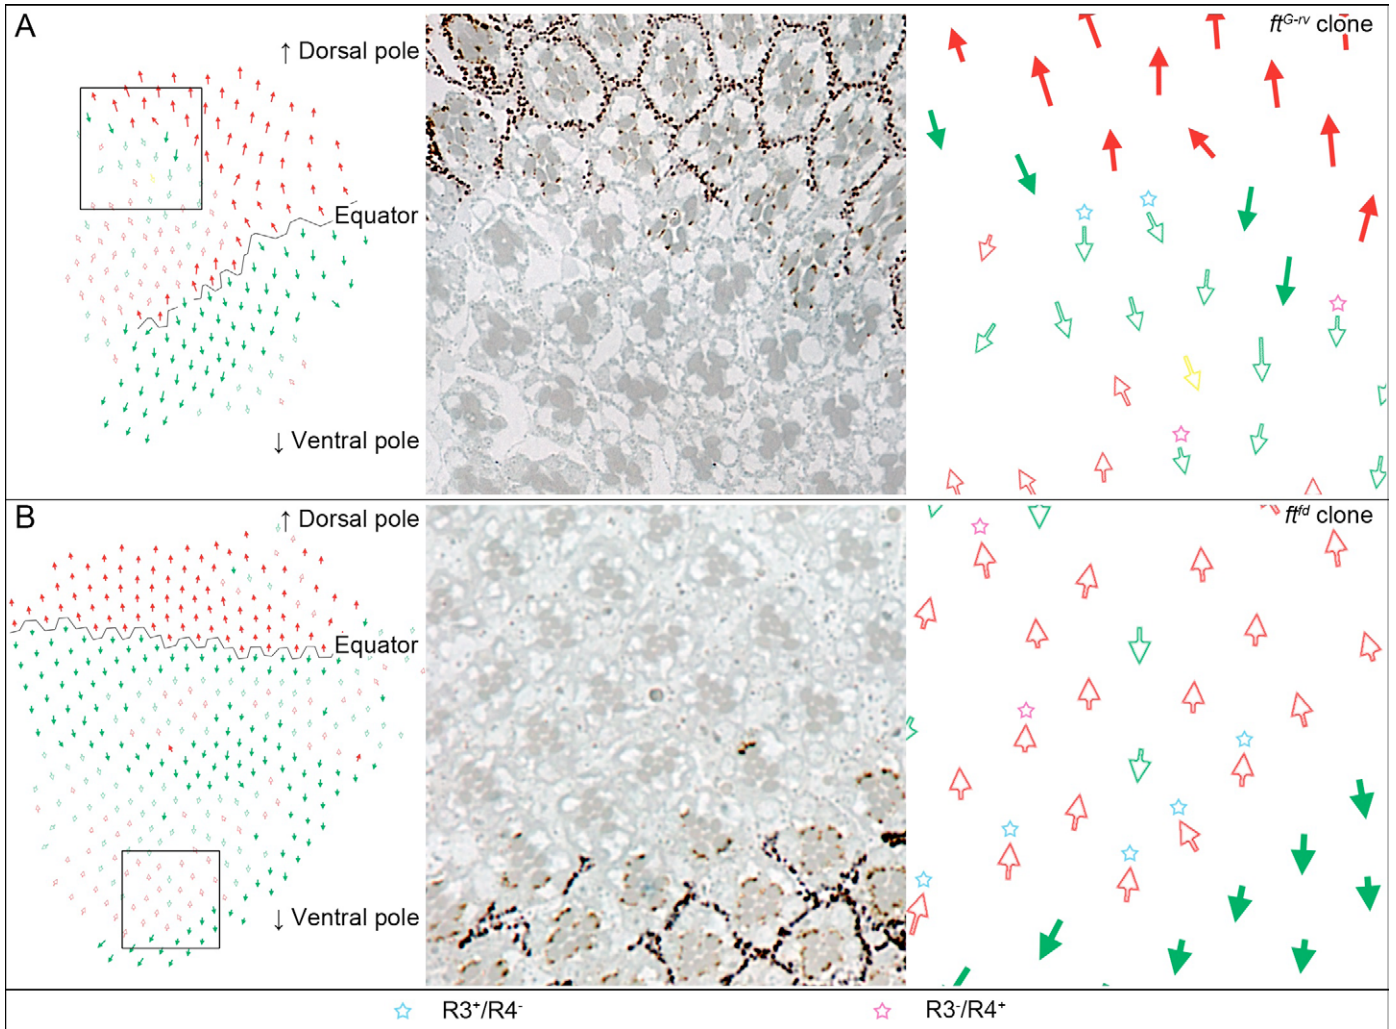 A
↑ Dorsal pole
ft^G-rv clone
Equator
↓ Ventral pole
B
↑ Dorsal pole
ft^fd clone
Equator
↓ Ventral pole
☆ R3⁺/R4⁻ ☆ R3⁻/R4⁺